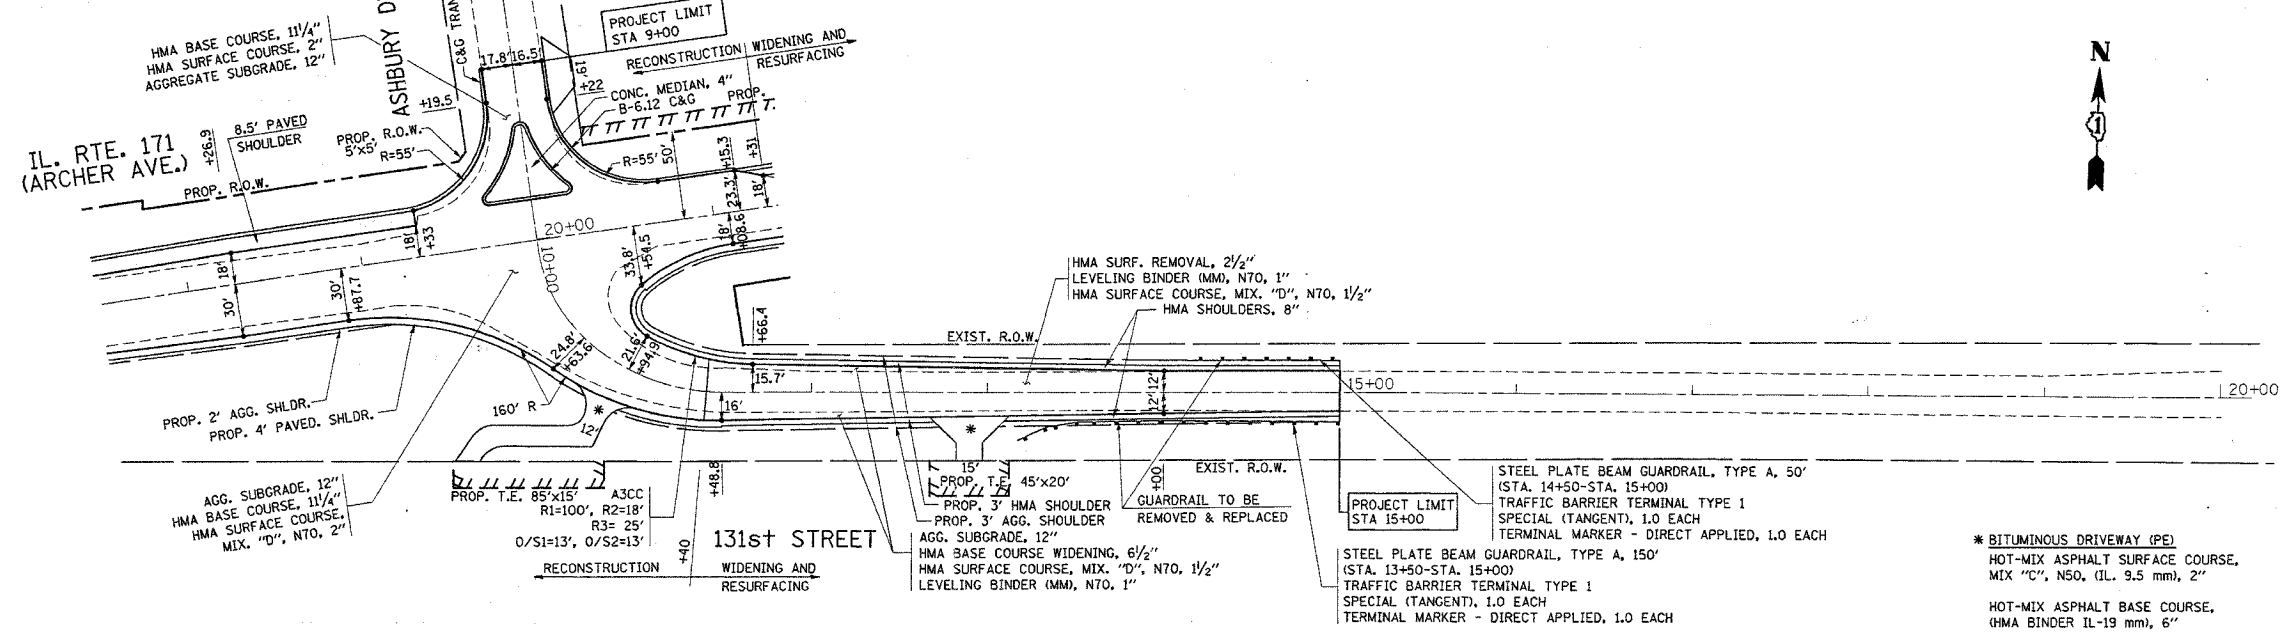 HMA BASE COURSE, 11¼"
HMA SURFACE COURSE, 2"
AGGREGATE SUBGRADE, 12"
ASHBURY D
C&G TRAN
PROJECT LIMIT
STA 9+00
17.8'
16.5'
RECONSTRUCTION
WIDENING AND
RESURFACING
19'
+22
CONC. MEDIAN, 4"
B-6.12 C&G
PROP.
+19.5
IL. RTE. 171
(ARCHER AVE.)
+26.9
8.5' PAVED
SHOULDER
PROP. R.O.W.
5'x5'
R=55'
PROP. R.O.W.
R=55'
50'
+15.3
+31
23.3'
18'
18'
+08.6
20+00
10+00
18'
+33
33.8'
+54.5
18'
30'
30'
+87.7
24.8'
+63.6
21.6'
+94.9
+66.4
N
1
HMA SURF. REMOVAL, 2½"
LEVELING BINDER (MM), N70, 1"
HMA SURFACE COURSE, MIX. "D", N70, 1½"
HMA SHOULDERS, 8"
EXIST. R.O.W.
15.7'
16'
12'
12'
15+00
20+00
PROP. 2' AGG. SHLDR.
PROP. 4' PAVED. SHLDR.
160' R
*
12'
*
AGG. SUBGRADE, 12"
HMA BASE COURSE, 11¼"
HMA SURFACE COURSE,
MIX. "D", N70, 2"
PROP. T.E. 85'x15'
A3CC
R1=100', R2=18'
R3= 25'
O/S1=13', O/S2=13'
+48.8
+40
131st STREET
RECONSTRUCTION
WIDENING AND
RESURFACING
15'
PROP. T.E.
45'x20'
PROP. 3' HMA SHOULDER
PROP. 3' AGG. SHOULDER
AGG. SUBGRADE, 12"
HMA BASE COURSE WIDENING, 6½"
HMA SURFACE COURSE, MIX. "D", N70, 1½"
LEVELING BINDER (MM), N70, 1"
+00
EXIST. R.O.W.
GUARDRAIL TO BE
REMOVED & REPLACED
PROJECT LIMIT
STA 15+00
STEEL PLATE BEAM GUARDRAIL, TYPE A, 50'
(STA. 14+50-STA. 15+00)
TRAFFIC BARRIER TERMINAL TYPE 1
SPECIAL (TANGENT), 1.0 EACH
TERMINAL MARKER - DIRECT APPLIED, 1.0 EACH
STEEL PLATE BEAM GUARDRAIL, TYPE A, 150'
(STA. 13+50-STA. 15+00)
TRAFFIC BARRIER TERMINAL TYPE 1
SPECIAL (TANGENT), 1.0 EACH
TERMINAL MARKER - DIRECT APPLIED, 1.0 EACH
* BITUMINOUS DRIVEWAY (PE)
HOT-MIX ASPHALT SURFACE COURSE,
MIX "C", N50, (IL. 9.5 mm), 2"
HOT-MIX ASPHALT BASE COURSE,
(HMA BINDER IL-19 mm), 6"